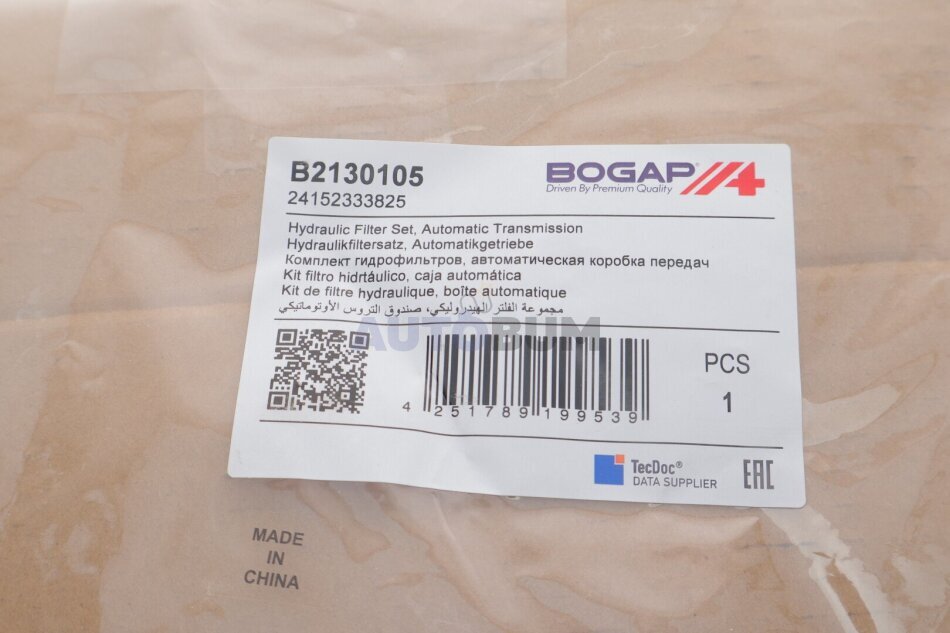 B2130105
BOGAP
Driven By Premium Quality
24152333825
Hydraulic Filter Set, Automatic Transmission
Hydraulikfiltersatz, Automatikgetriebe
Комплект гидрофильтров, автоматическая коробка передач
Kit filtro hidrtáulico, caja automática
Kit de filtre hydraulique, boîte automatique
مجموعة الفلتر الهيدروليكي، صندوق التروس الأوتوماتيكي
AUTOBUM
PCS
1
4 251789 199539
TecDoc®
DATA SUPPLIER
EAC
MADE
IN
CHINA